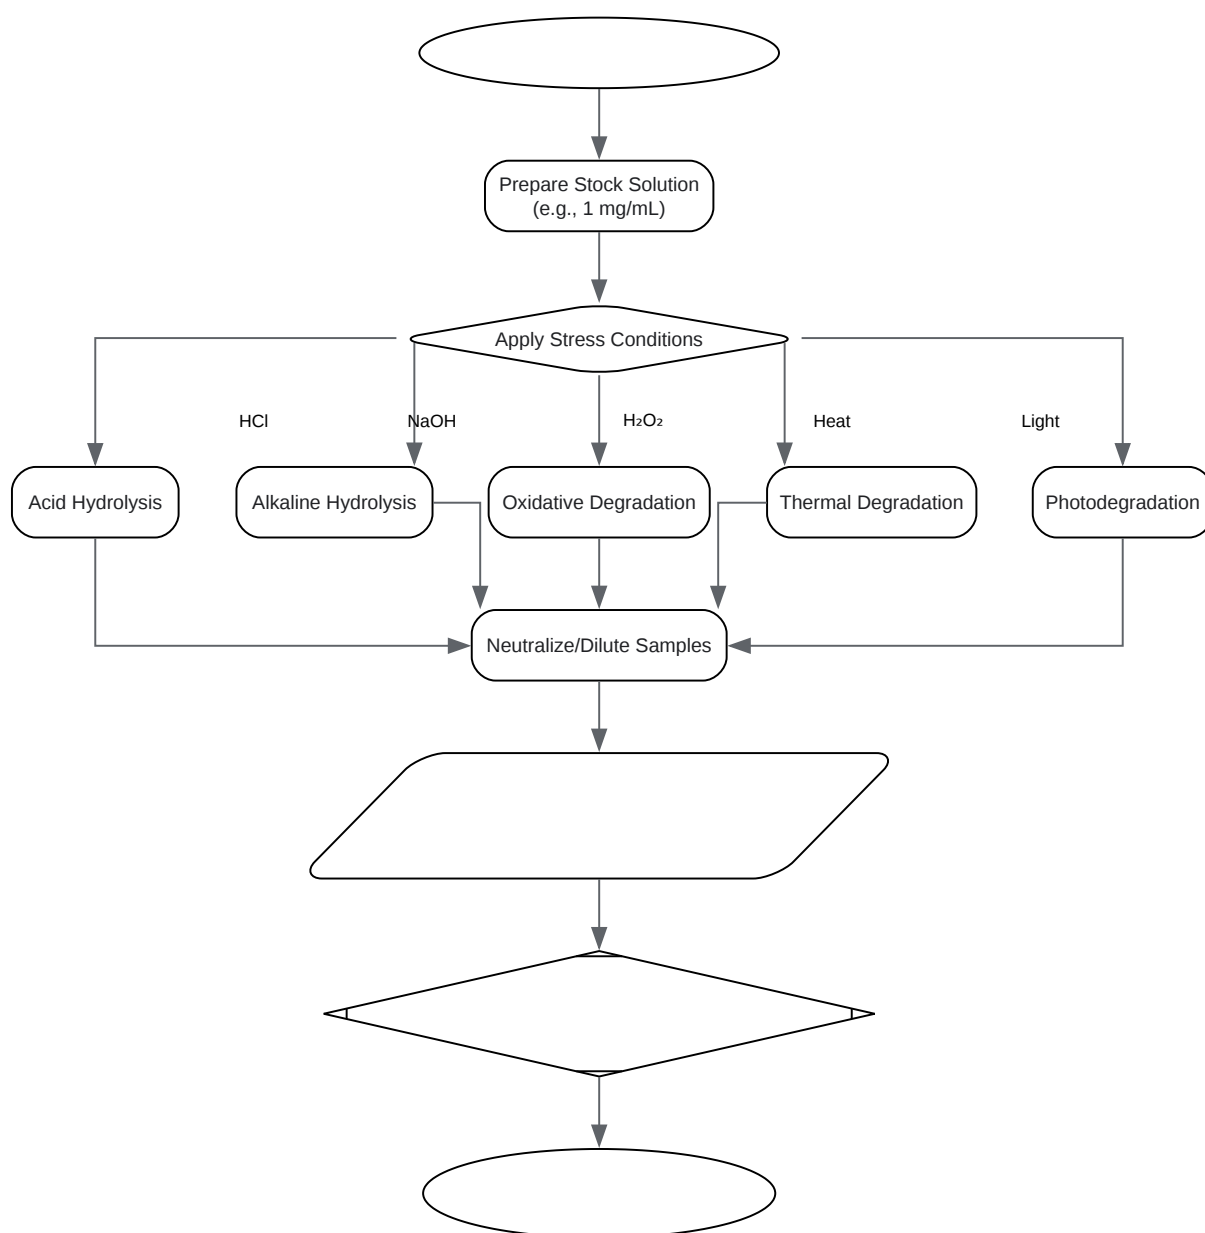 Prepare Stock Solution
(e.g., 1 mg/mL)
Apply Stress Conditions
HCl
NaOH
H₂O₂
Heat
Light
Acid Hydrolysis
Alkaline Hydrolysis
Oxidative Degradation
Thermal Degradation
Photodegradation
Neutralize/Dilute Samples